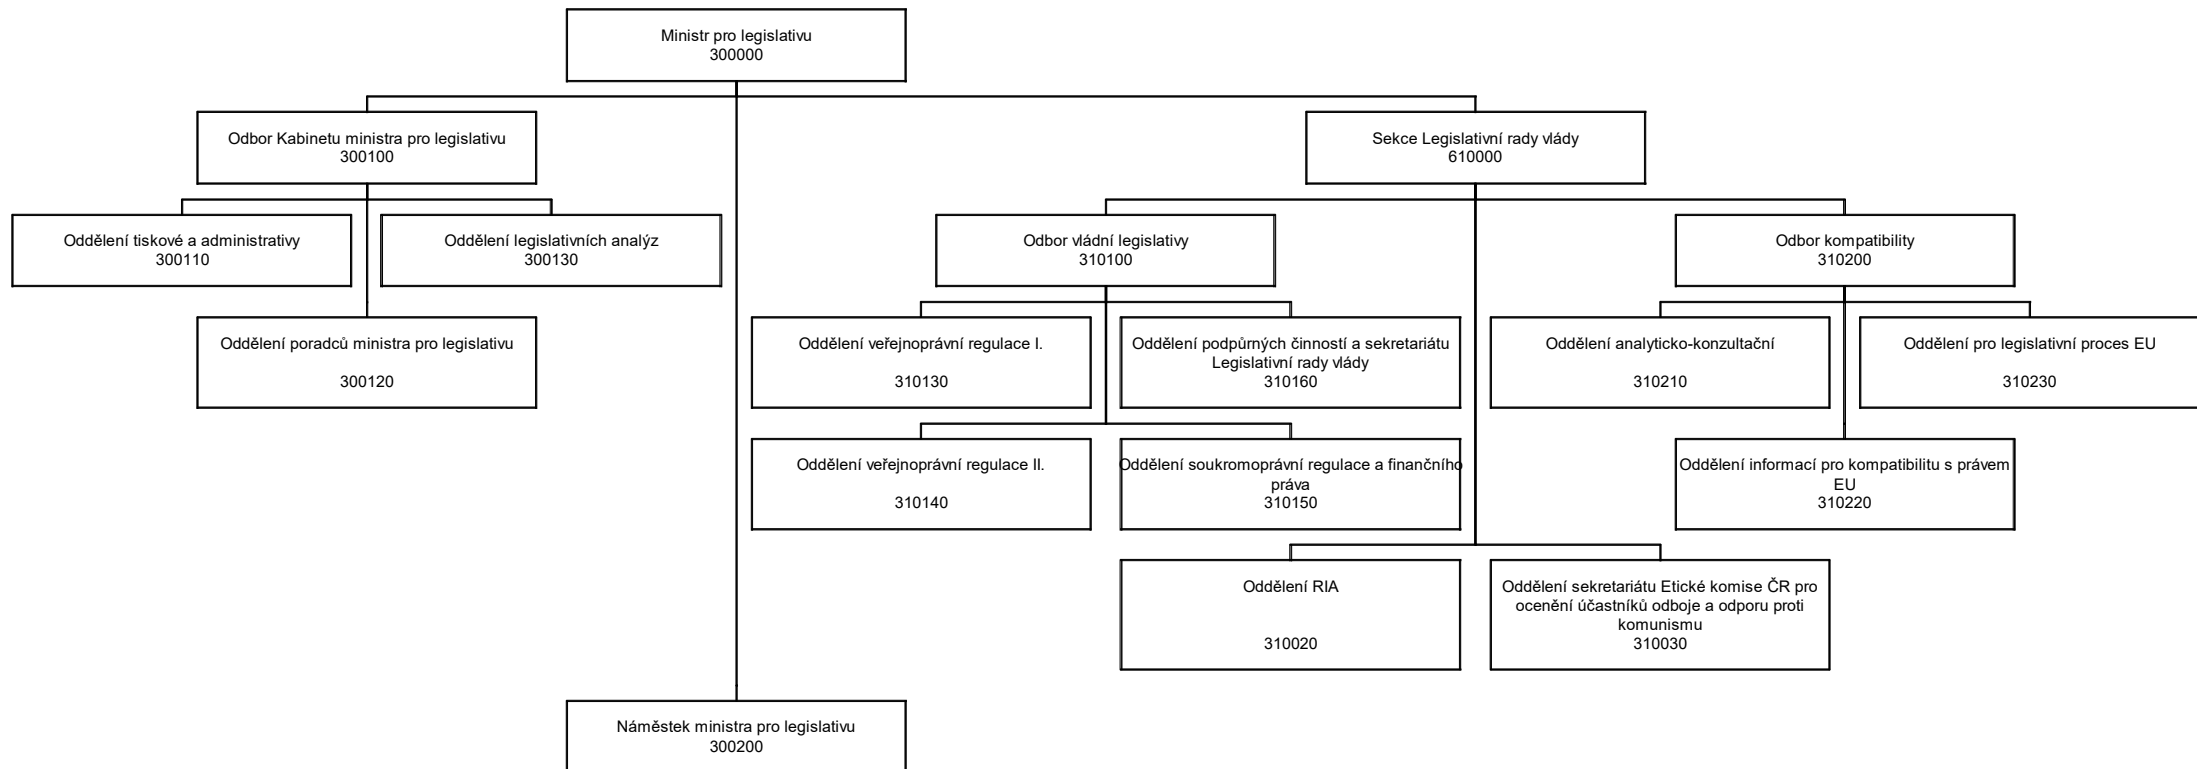 Ministr pro legislativu
300000
Odbor Kabinetu ministra pro legislativu
300100
Sekce Legislativní rady vlády
610000
Oddělení tiskové a administrativy
300110
Oddělení legislativních analýz
300130
Odbor vládní legislativy
310100
Odbor kompatibility
310200
Oddělení poradců ministra pro legislativu
300120
Oddělení veřejnoprávní regulace I.
310130
Oddělení podpůrných činností a sekretariátu
Legislativní rady vlády
310160
Oddělení analyticko-konzultační
310210
Oddělení pro legislativní proces EU
310230
Oddělení veřejnoprávní regulace II.
310140
Oddělení soukromoprávní regulace a finančního
práva
310150
Oddělení informací pro kompatibilitu s právem
EU
310220
Oddělení RIA
310020
Oddělení sekretariátu Etické komise ČR pro
ocenění účastníků odboje a odporu proti
komunismu
310030
Náměstek ministra pro legislativu
300200